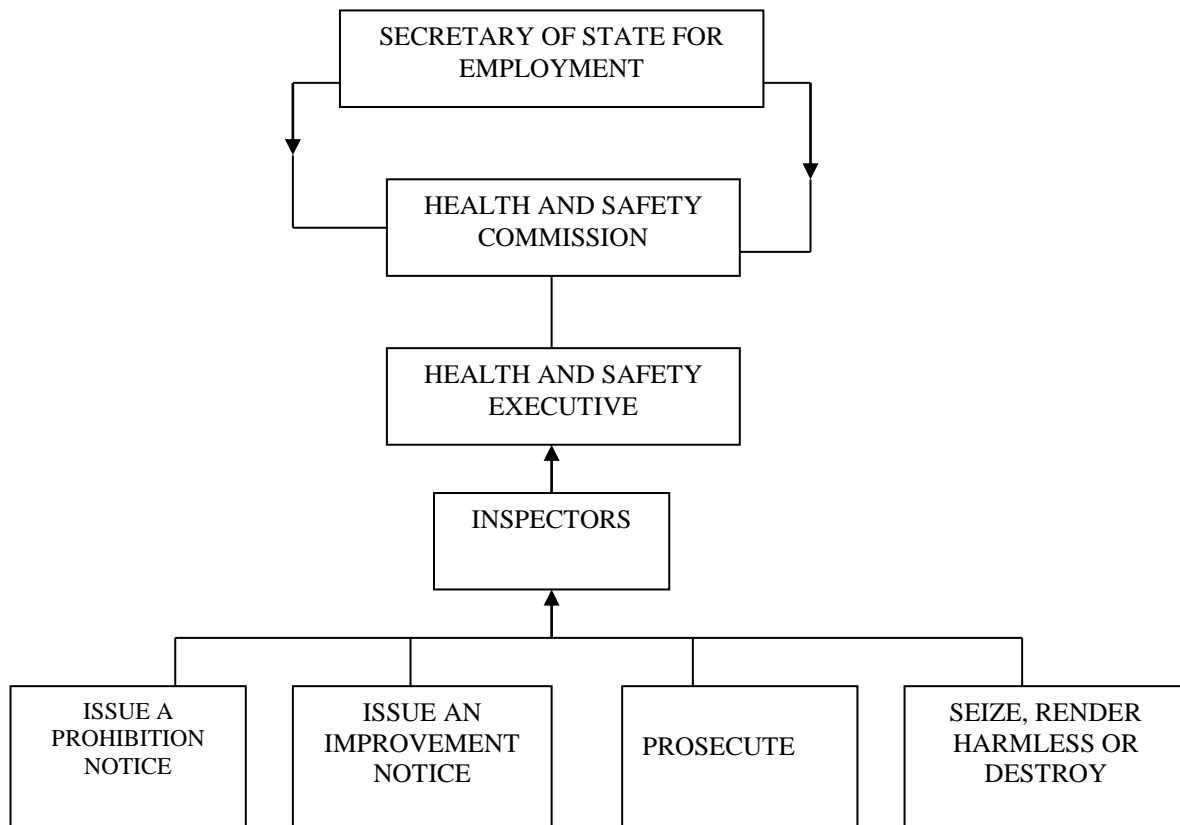 SECRETARY OF STATE FOR
EMPLOYMENT
HEALTH AND SAFETY
COMMISSION
HEALTH AND SAFETY
EXECUTIVE
INSPECTORS
ISSUE A
PROHIBITION
NOTICE
ISSUE AN
IMPROVEMENT
NOTICE
PROSECUTE
SEIZE, RENDER
HARMLESS OR
DESTROY